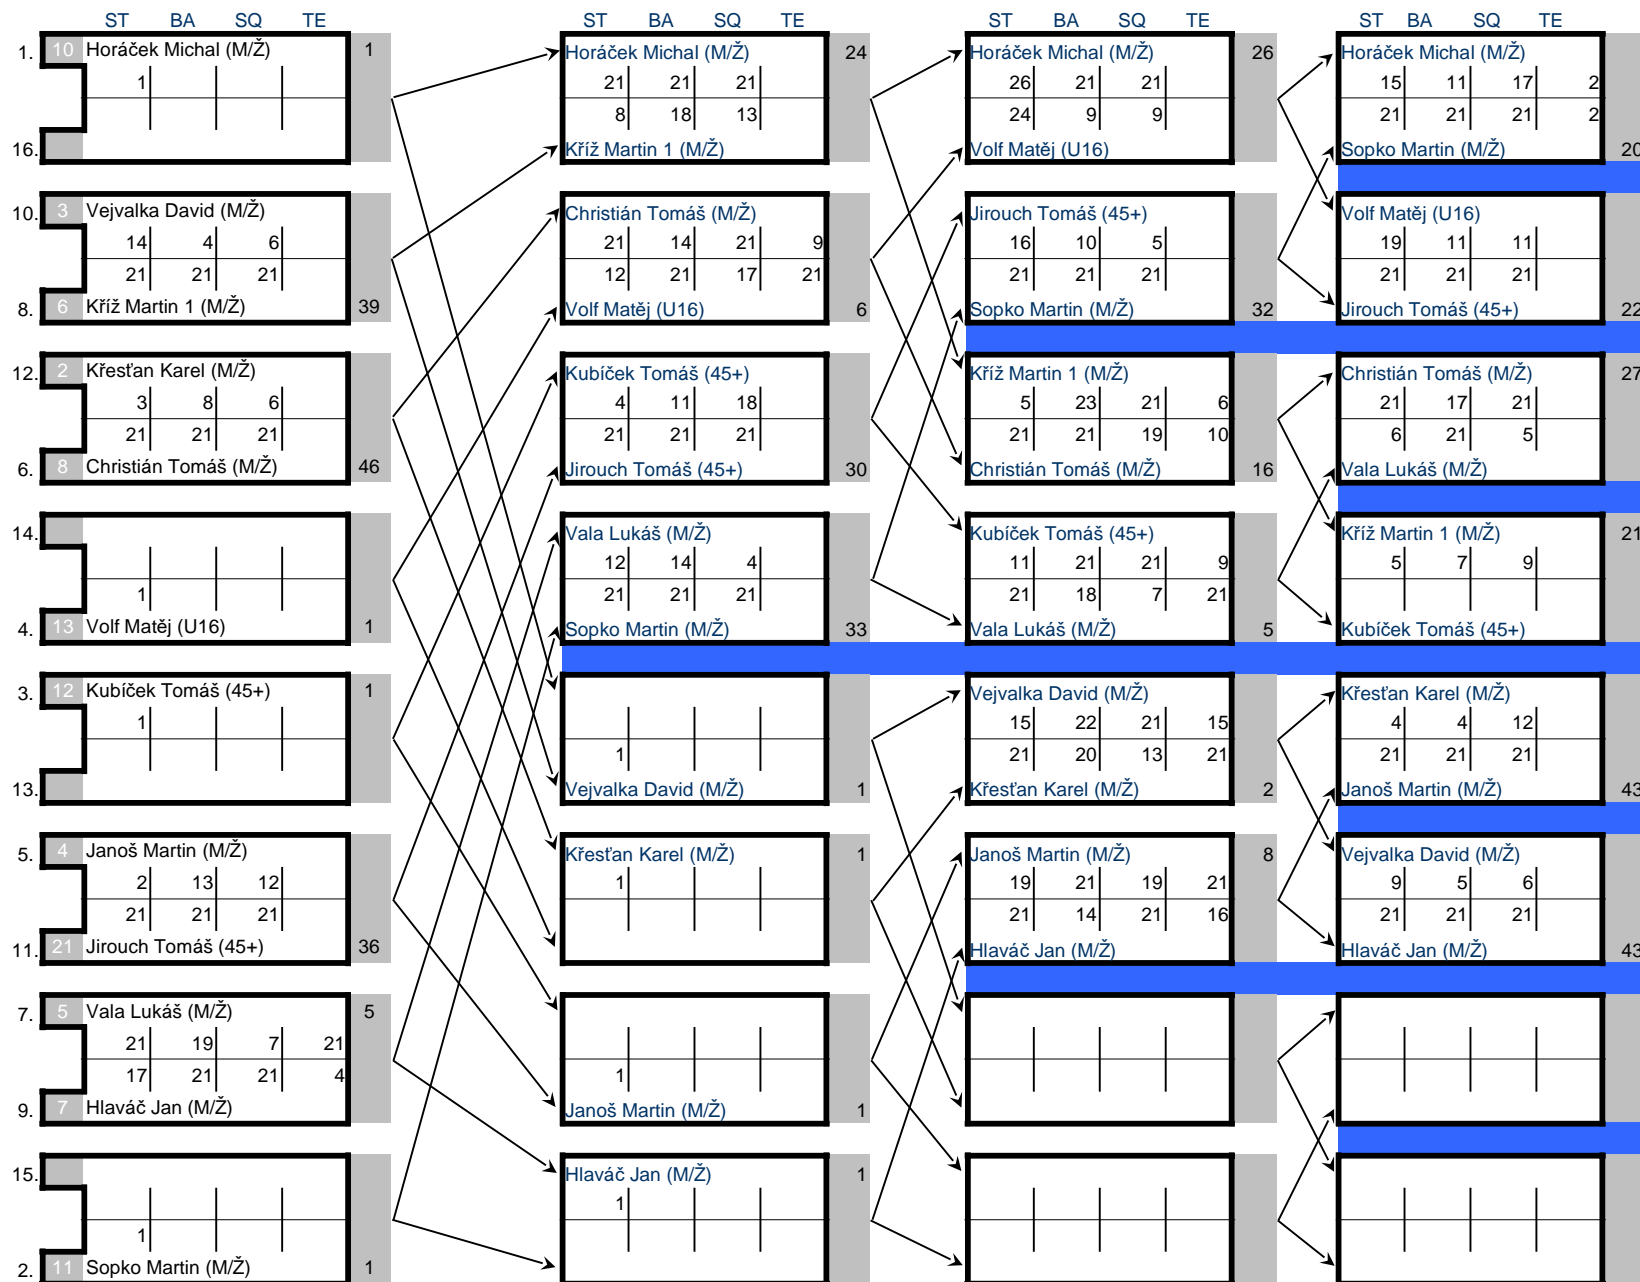 ST BA SQ TE ST BA SQ TE ST BA SQ TE ST BA SQ TE
1. 10 Horáček Michal (M/Ž) 1 Horáček Michal (M/Ž) 24 Horáček Michal (M/Ž) 26 Horáček Michal (M/Ž)
1 21 21 21 26 21 21 15 11 17 2
8 18 13 24 9 9 21 21 21 2
16. Kříž Martin 1 (M/Ž) Volf Matěj (U16) Sopko Martin (M/Ž) 20
10. 3 Vejvalka David (M/Ž) Christián Tomáš (M/Ž) Jirouch Tomáš (45+) Volf Matěj (U16)
14 4 6 21 14 21 9 16 10 5 19 11 11
21 21 21 12 21 17 21 21 21 21 21 21 21
8. 6 Kříž Martin 1 (M/Ž) 39 Volf Matěj (U16) 6 Sopko Martin (M/Ž) 32 Jirouch Tomáš (45+) 22
12. 2 Křesťan Karel (M/Ž) Kubíček Tomáš (45+) Kříž Martin 1 (M/Ž) Christián Tomáš (M/Ž) 27
3 8 6 4 11 18 5 23 21 6 21 17 21
21 21 21 21 21 21 21 21 19 10 6 21 5
6. 8 Christián Tomáš (M/Ž) 46 Jirouch Tomáš (45+) 30 Christián Tomáš (M/Ž) 16 Vala Lukáš (M/Ž)
14. Vala Lukáš (M/Ž) Kubíček Tomáš (45+) Kříž Martin 1 (M/Ž) 21
12 14 4 11 21 21 9 5 7 9
1 21 21 21 21 18 7 21
4. 13 Volf Matěj (U16) 1 Sopko Martin (M/Ž) 33 Vala Lukáš (M/Ž) 5 Kubíček Tomáš (45+)
3. 12 Kubíček Tomáš (45+) 1 Vejvalka David (M/Ž) Křesťan Karel (M/Ž)
1 15 22 21 15 4 4 12
1 21 20 13 21 21 21 21
13. Vejvalka David (M/Ž) 1 Křesťan Karel (M/Ž) 2 Janoš Martin (M/Ž) 43
5. 4 Janoš Martin (M/Ž) Křesťan Karel (M/Ž) 1 Janoš Martin (M/Ž) 8 Vejvalka David (M/Ž)
2 13 12 1 19 21 19 21 9 5 6
21 21 21 21 14 21 16 21 21 21
11. 21 Jirouch Tomáš (45+) 36 Hlaváč Jan (M/Ž) Hlaváč Jan (M/Ž) 43
7. 5 Vala Lukáš (M/Ž) 5
21 19 7 21
17 21 21 4 1
9. 7 Hlaváč Jan (M/Ž) Janoš Martin (M/Ž) 1
15. Hlaváč Jan (M/Ž) 1
1
1
2. 11 Sopko Martin (M/Ž) 1